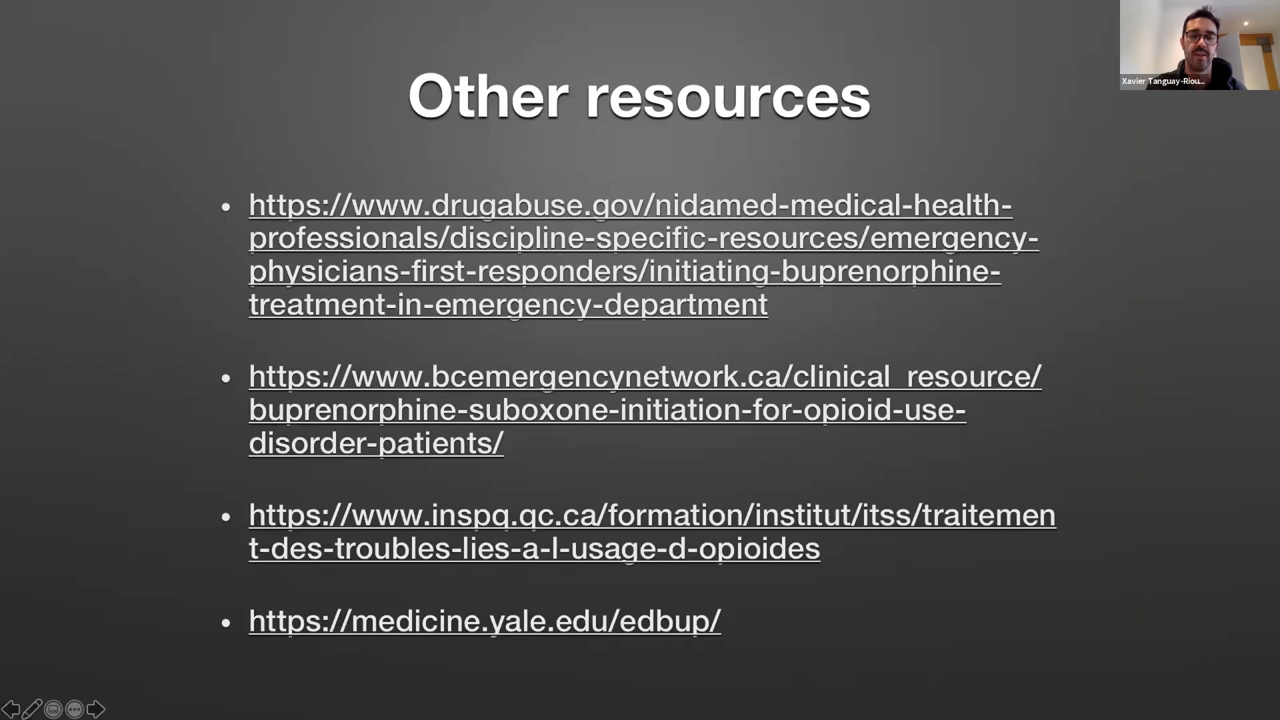 Xavier Tanguay-Riou...
Other resources
• https://www.drugabuse.gov/nidamed-medical-health-
professionals/discipline-specific-resources/emergency-
physicians-first-responders/initiating-buprenorphine-
treatment-in-emergency-department
• https://www.bcemergencynetwork.ca/clinical_resource/
buprenorphine-suboxone-initiation-for-opioid-use-
disorder-patients/
• https://www.inspq.qc.ca/formation/institut/itss/traitemen
t-des-troubles-lies-a-l-usage-d-opioides
• https://medicine.yale.edu/edbup/